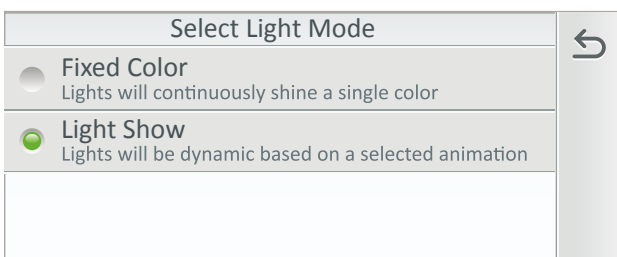 Select Light Mode
Fixed Color
Lights will continuously shine a single color
Light Show
Lights will be dynamic based on a selected animation